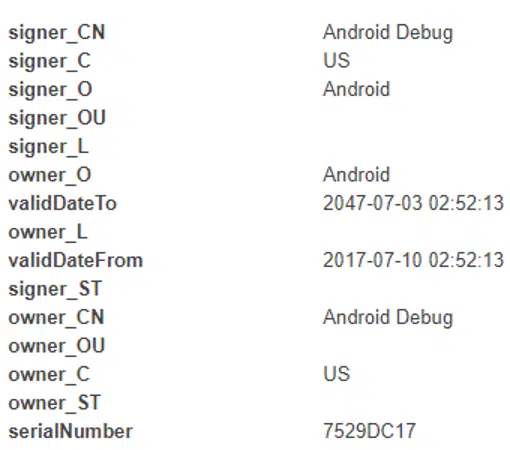 signer_CN Android Debug
signer_C US
signer_O Android
signer_OU
signer_L
owner_O Android
validDateTo 2047-07-03 02:52:13
owner_L
validDateFrom 2017-07-10 02:52:13
signer_ST
owner_CN Android Debug
owner_OU
owner_C US
owner_ST
serialNumber 7529DC17